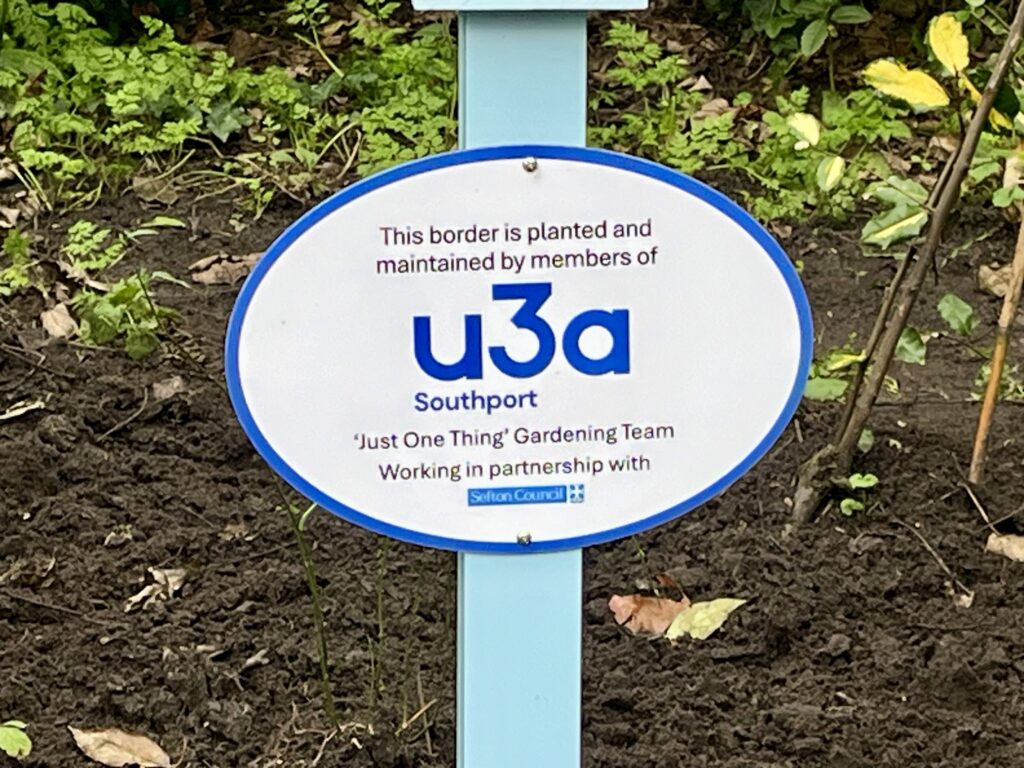 This border is planted and
maintained by members of
u3a
Southport
‘Just One Thing’ Gardening Team
Working in partnership with
Sefton Council